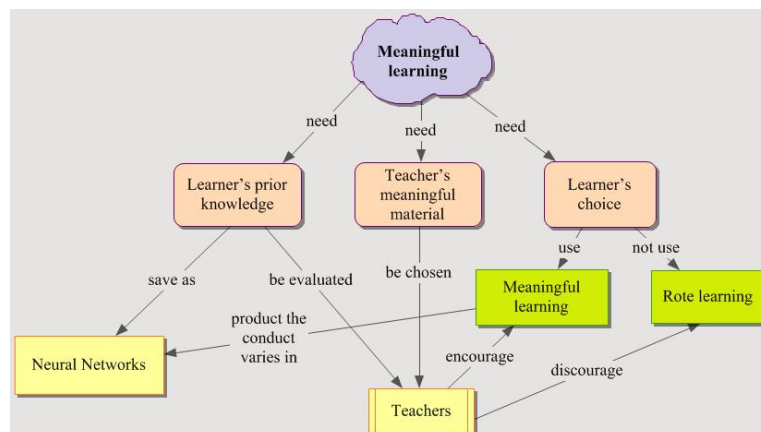 Meaningful
learning
need
need
need
Learner's prior
knowledge
Teacher's
meaningful
material
Learner's
choice
use
not use
save as
be evaluated
be chosen
Meaningful
learning
Rote learning
product the
conduct
varies in
Neural Networks
encourage
discourage
Teachers